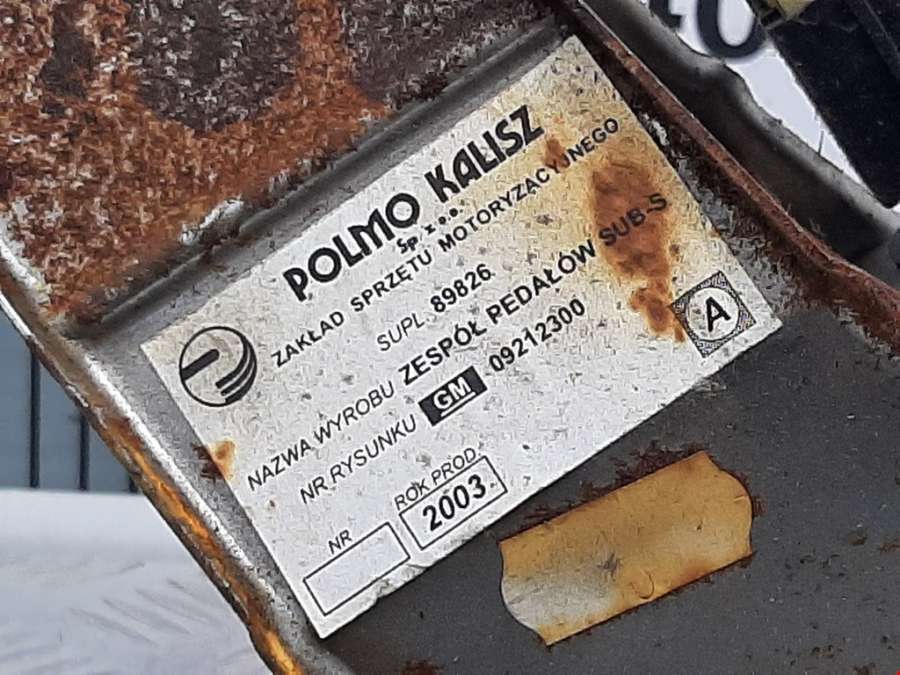 POLMO KALISZ
Sp. z o.o.
ZAKŁAD SPRZĘTU MOTORYZACYJNEGO
SUPL. 89826
NAZWA WYROBU ZESPÓŁ PEDAŁÓW SUB-S
NR RYSUNKU GM 09212300
A
NR
ROK PROD.
2003